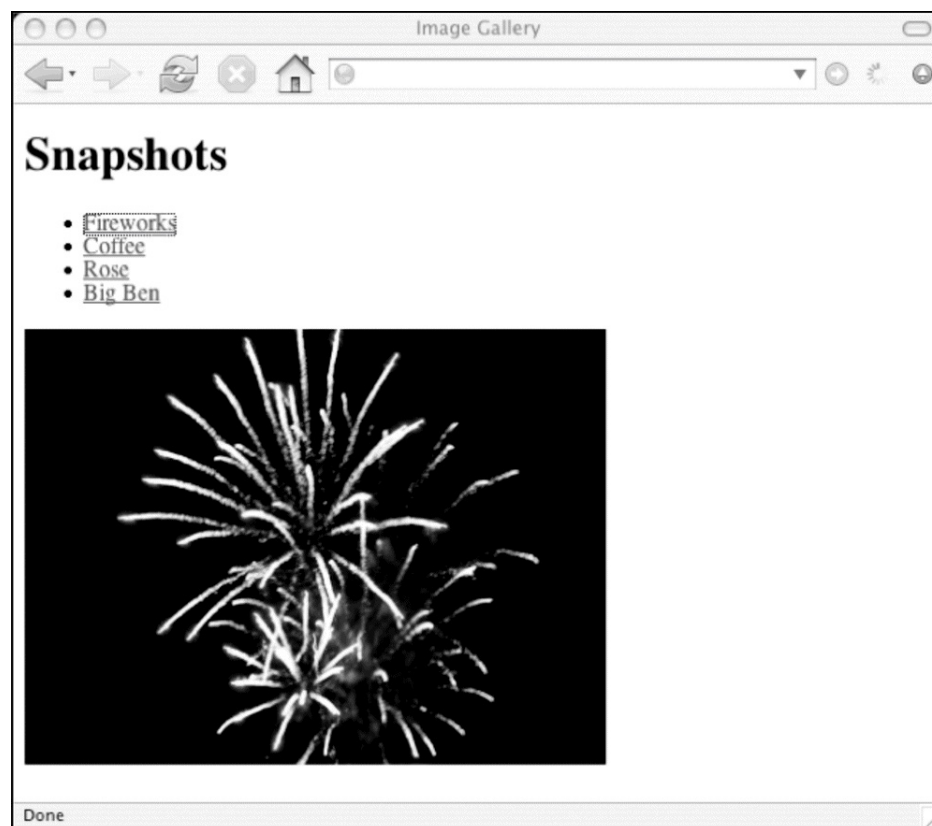 Image Gallery
Snapshots
Fireworks
Coffee
Rose
Big Ben
Done